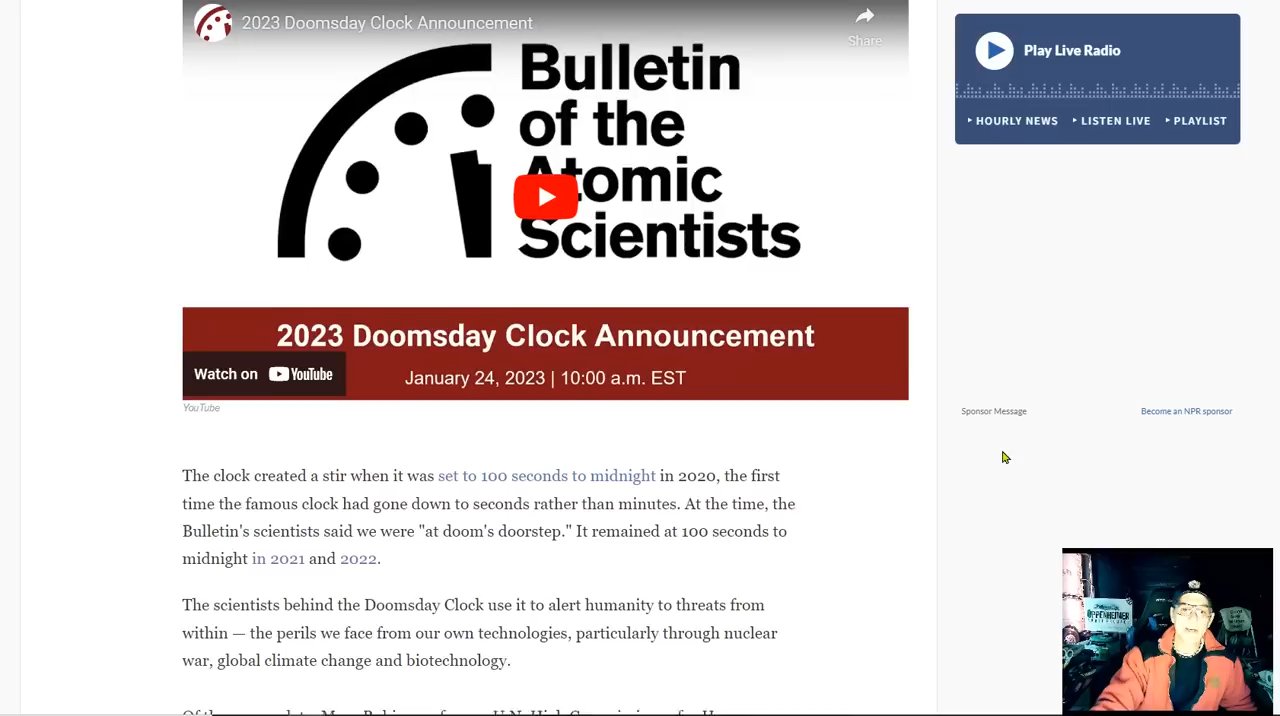 2023 Doomsday Clock Announcement
Share
Bulletin
of the
Atomic
Scientists
2023 Doomsday Clock Announcement
January 24, 2023 | 10:00 a.m. EST
Watch on YouTube
YouTube
The clock created a stir when it was set to 100 seconds to midnight in 2020, the first
time the famous clock had gone down to seconds rather than minutes. At the time, the
Bulletin's scientists said we were "at doom's doorstep." It remained at 100 seconds to
midnight in 2021 and 2022.
The scientists behind the Doomsday Clock use it to alert humanity to threats from
within — the perils we face from our own technologies, particularly through nuclear
war, global climate change and biotechnology.
Play Live Radio
HOURLY NEWS LISTEN LIVE PLAYLIST
Sponsor Message
Become an NPR sponsor
OPPENHEIMER